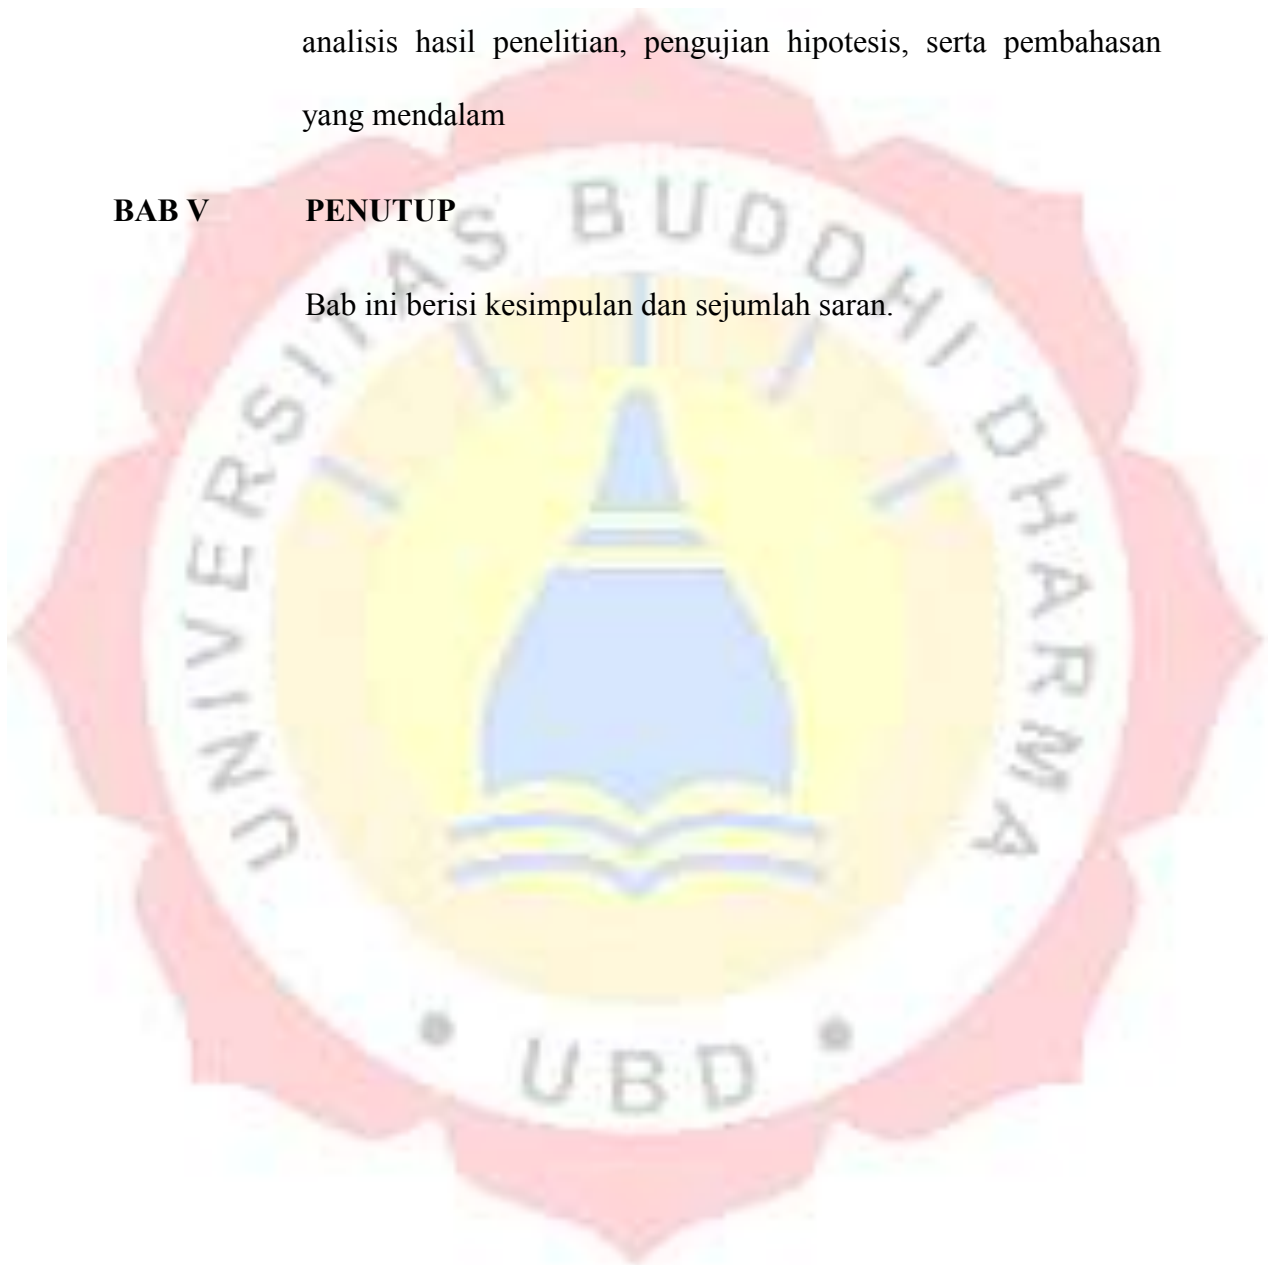 analisis hasil penelitian, pengujian hipotesis, serta pembahasan
yang mendalam
BAB V PENUTUP
Bab ini berisi kesimpulan dan sejumlah saran.
UNIVERSITAS BUDDHI DHARMA
• UBD •